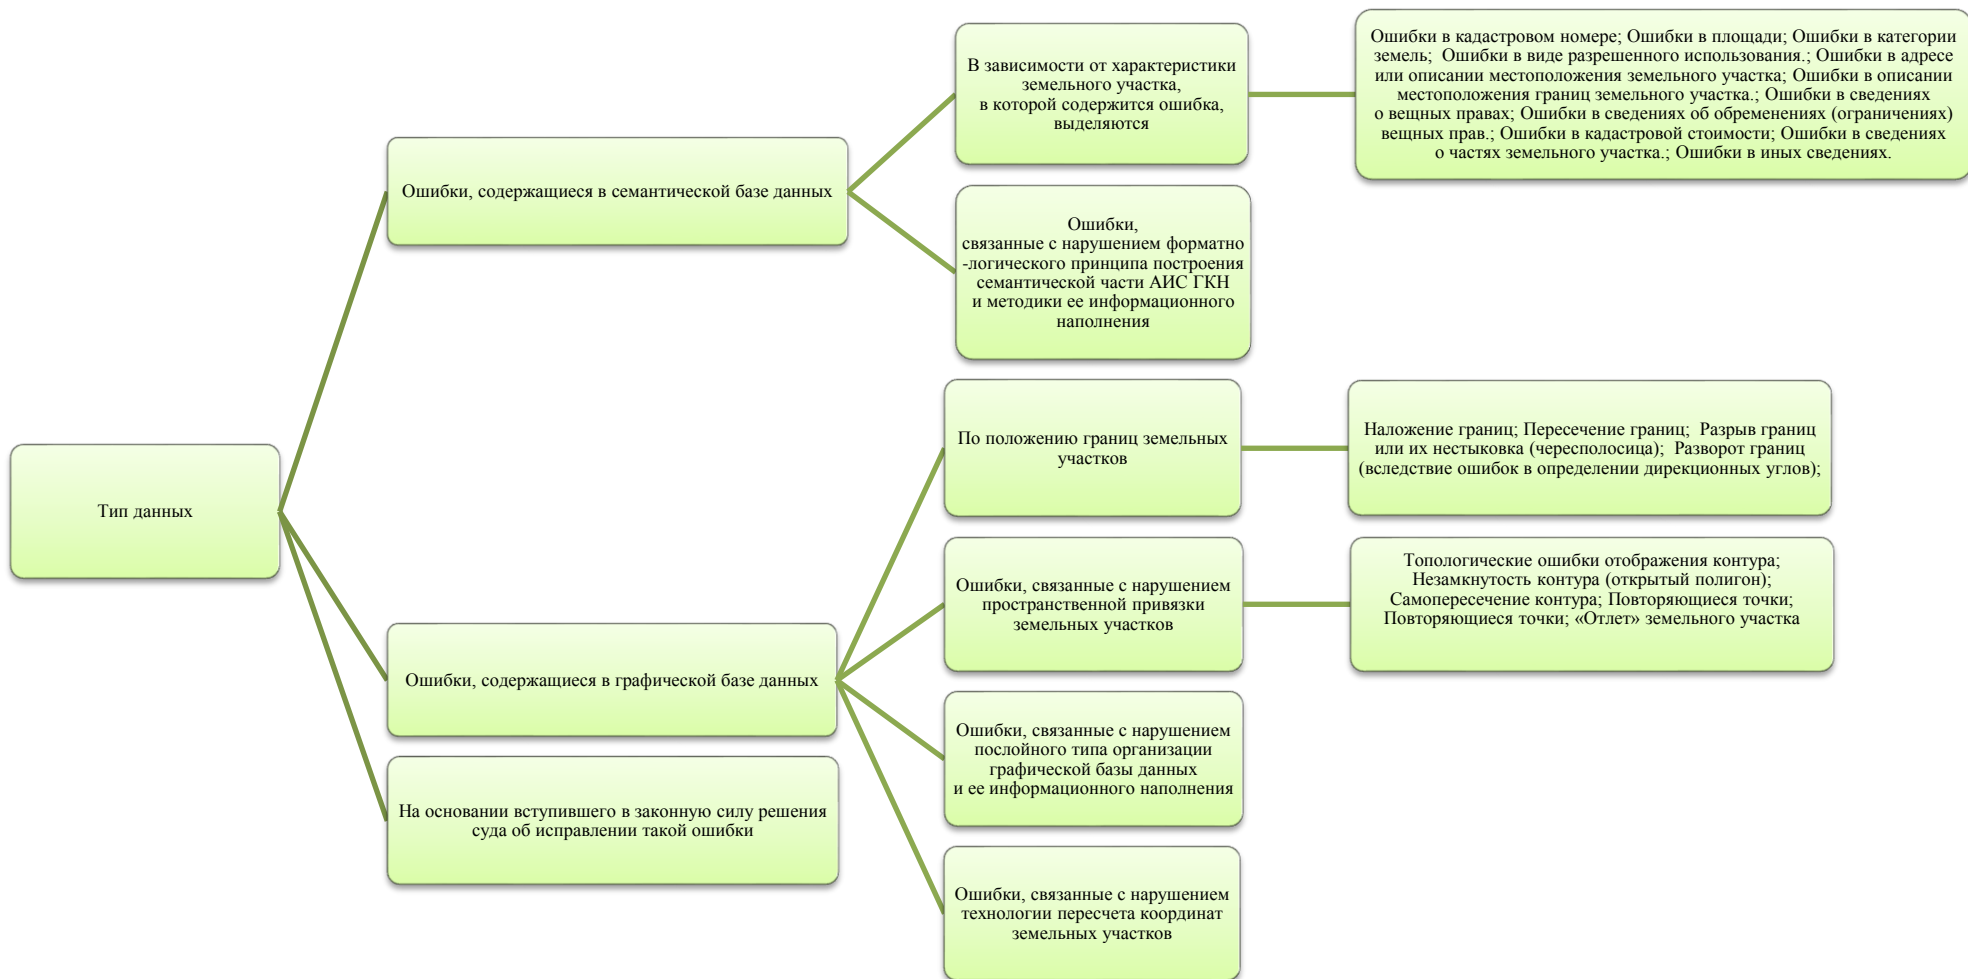 Тип данных
Ошибки, содержащиеся в семантической базе данных
В зависимости от характеристики
земельного участка,
в которой содержится ошибка,
выделяются
Ошибки в кадастровом номере; Ошибки в площади; Ошибки в категории
земель;  Ошибки в виде разрешенного использования.; Ошибки в адресе
или описании местоположения земельного участка; Ошибки в описании
местоположения границ земельного участка.; Ошибки в сведениях
о вещных правах; Ошибки в сведениях об обременениях (ограничениях)
вещных прав.; Ошибки в кадастровой стоимости; Ошибки в сведениях
о частях земельного участка.; Ошибки в иных сведениях.
Ошибки,
связанные с нарушением форматно
-логического принципа построения
семантической части АИС ГКН
и методики ее информационного
наполнения
Ошибки, содержащиеся в графической базе данных
По положению границ земельных
участков
Наложение границ; Пересечение границ;  Разрыв границ
или их нестыковка (чересполосица);  Разворот границ
(вследствие ошибок в определении дирекционных углов);
Ошибки, связанные с нарушением
пространственной привязки
земельных участков
Топологические ошибки отображения контура;
Незамкнутость контура (открытый полигон);
Самопересечение контура; Повторяющиеся точки;
Повторяющиеся точки; «Отлет» земельного участка
Ошибки, связанные с нарушением
послойного типа организации
графической базы данных
и ее информационного наполнения
Ошибки, связанные с нарушением
технологии пересчета координат
земельных участков
На основании вступившего в законную силу решения
суда об исправлении такой ошибки